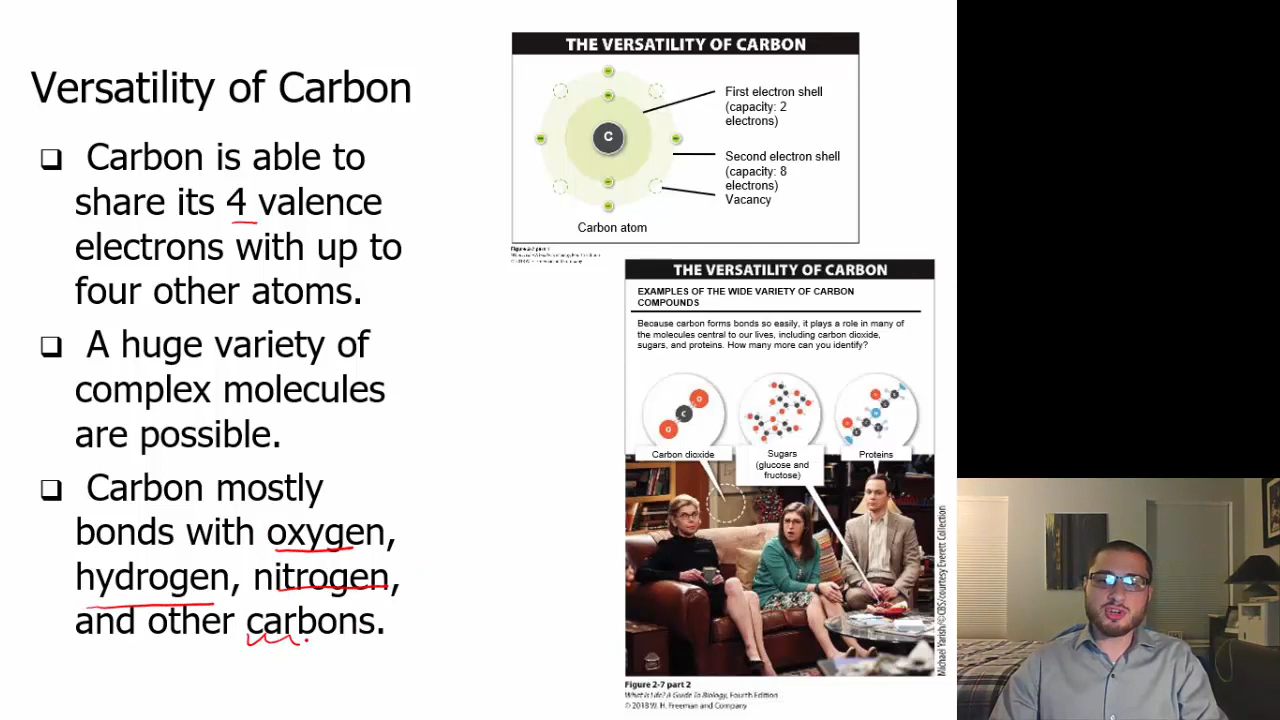 Versatility of Carbon
❑ Carbon is able to
share its 4 valence
electrons with up to
four other atoms.
❑ A huge variety of
complex molecules
are possible.
❑ Carbon mostly
bonds with oxygen,
hydrogen, nitrogen,
and other carbons.
THE VERSATILITY OF CARBON
First electron shell
(capacity: 2
electrons)
C
Second electron shell
(capacity: 8
electrons)
Vacancy
Carbon atom
Figure 2-7 part 1
THE VERSATILITY OF CARBON
EXAMPLES OF THE WIDE VARIETY OF CARBON
COMPOUNDS
Because carbon forms bonds so easily, it plays a role in many of
the molecules central to our lives, including carbon dioxide,
sugars, and proteins. How many more can you identify?
O
C
O
Carbon dioxide
Sugars
(glucose and
fructose)
Proteins
Michael Yarish/©CBS/courtesy Everett Collection
Figure 2-7 part 2
What Is Life? A Guide To Biology, Fourth Edition
© 2018 W. H. Freeman and Company